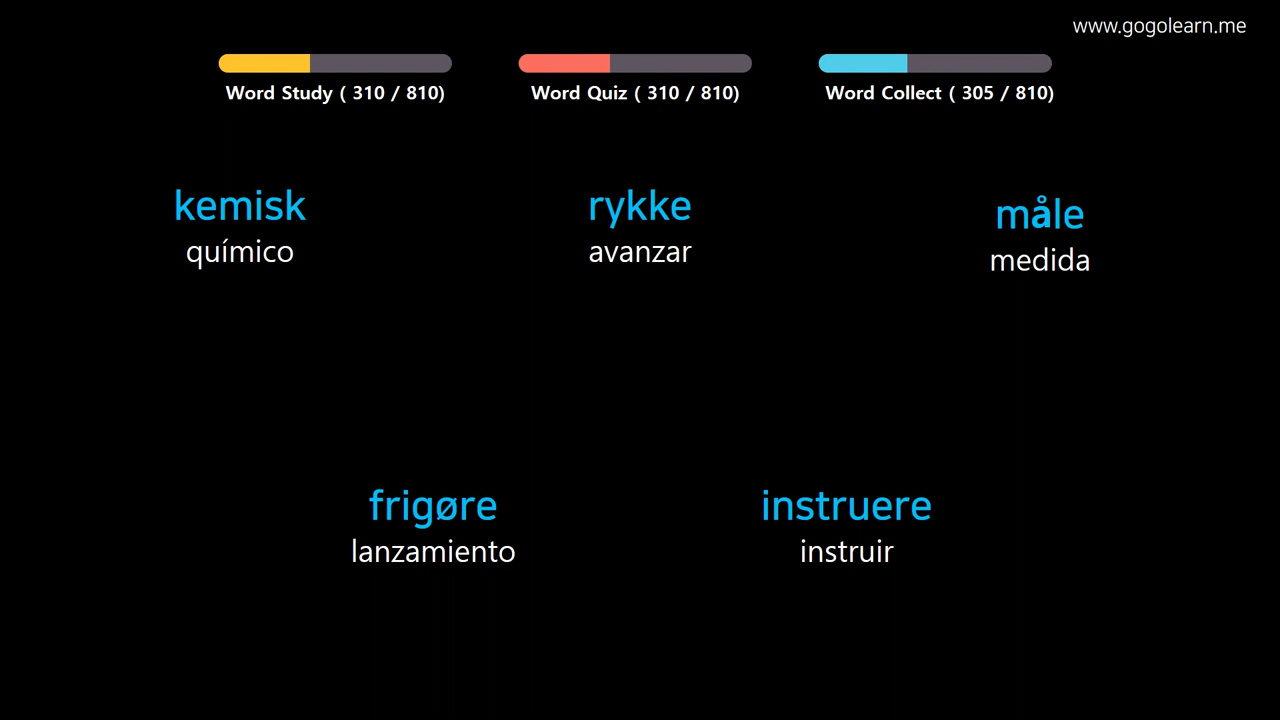 www.gogolearn.me
Word Study ( 310 / 810)
Word Quiz ( 310 / 810)
Word Collect ( 305 / 810)
kemisk
químico
rykke
avanzar
måle
medida
frigøre
lanzamiento
instruere
instruir